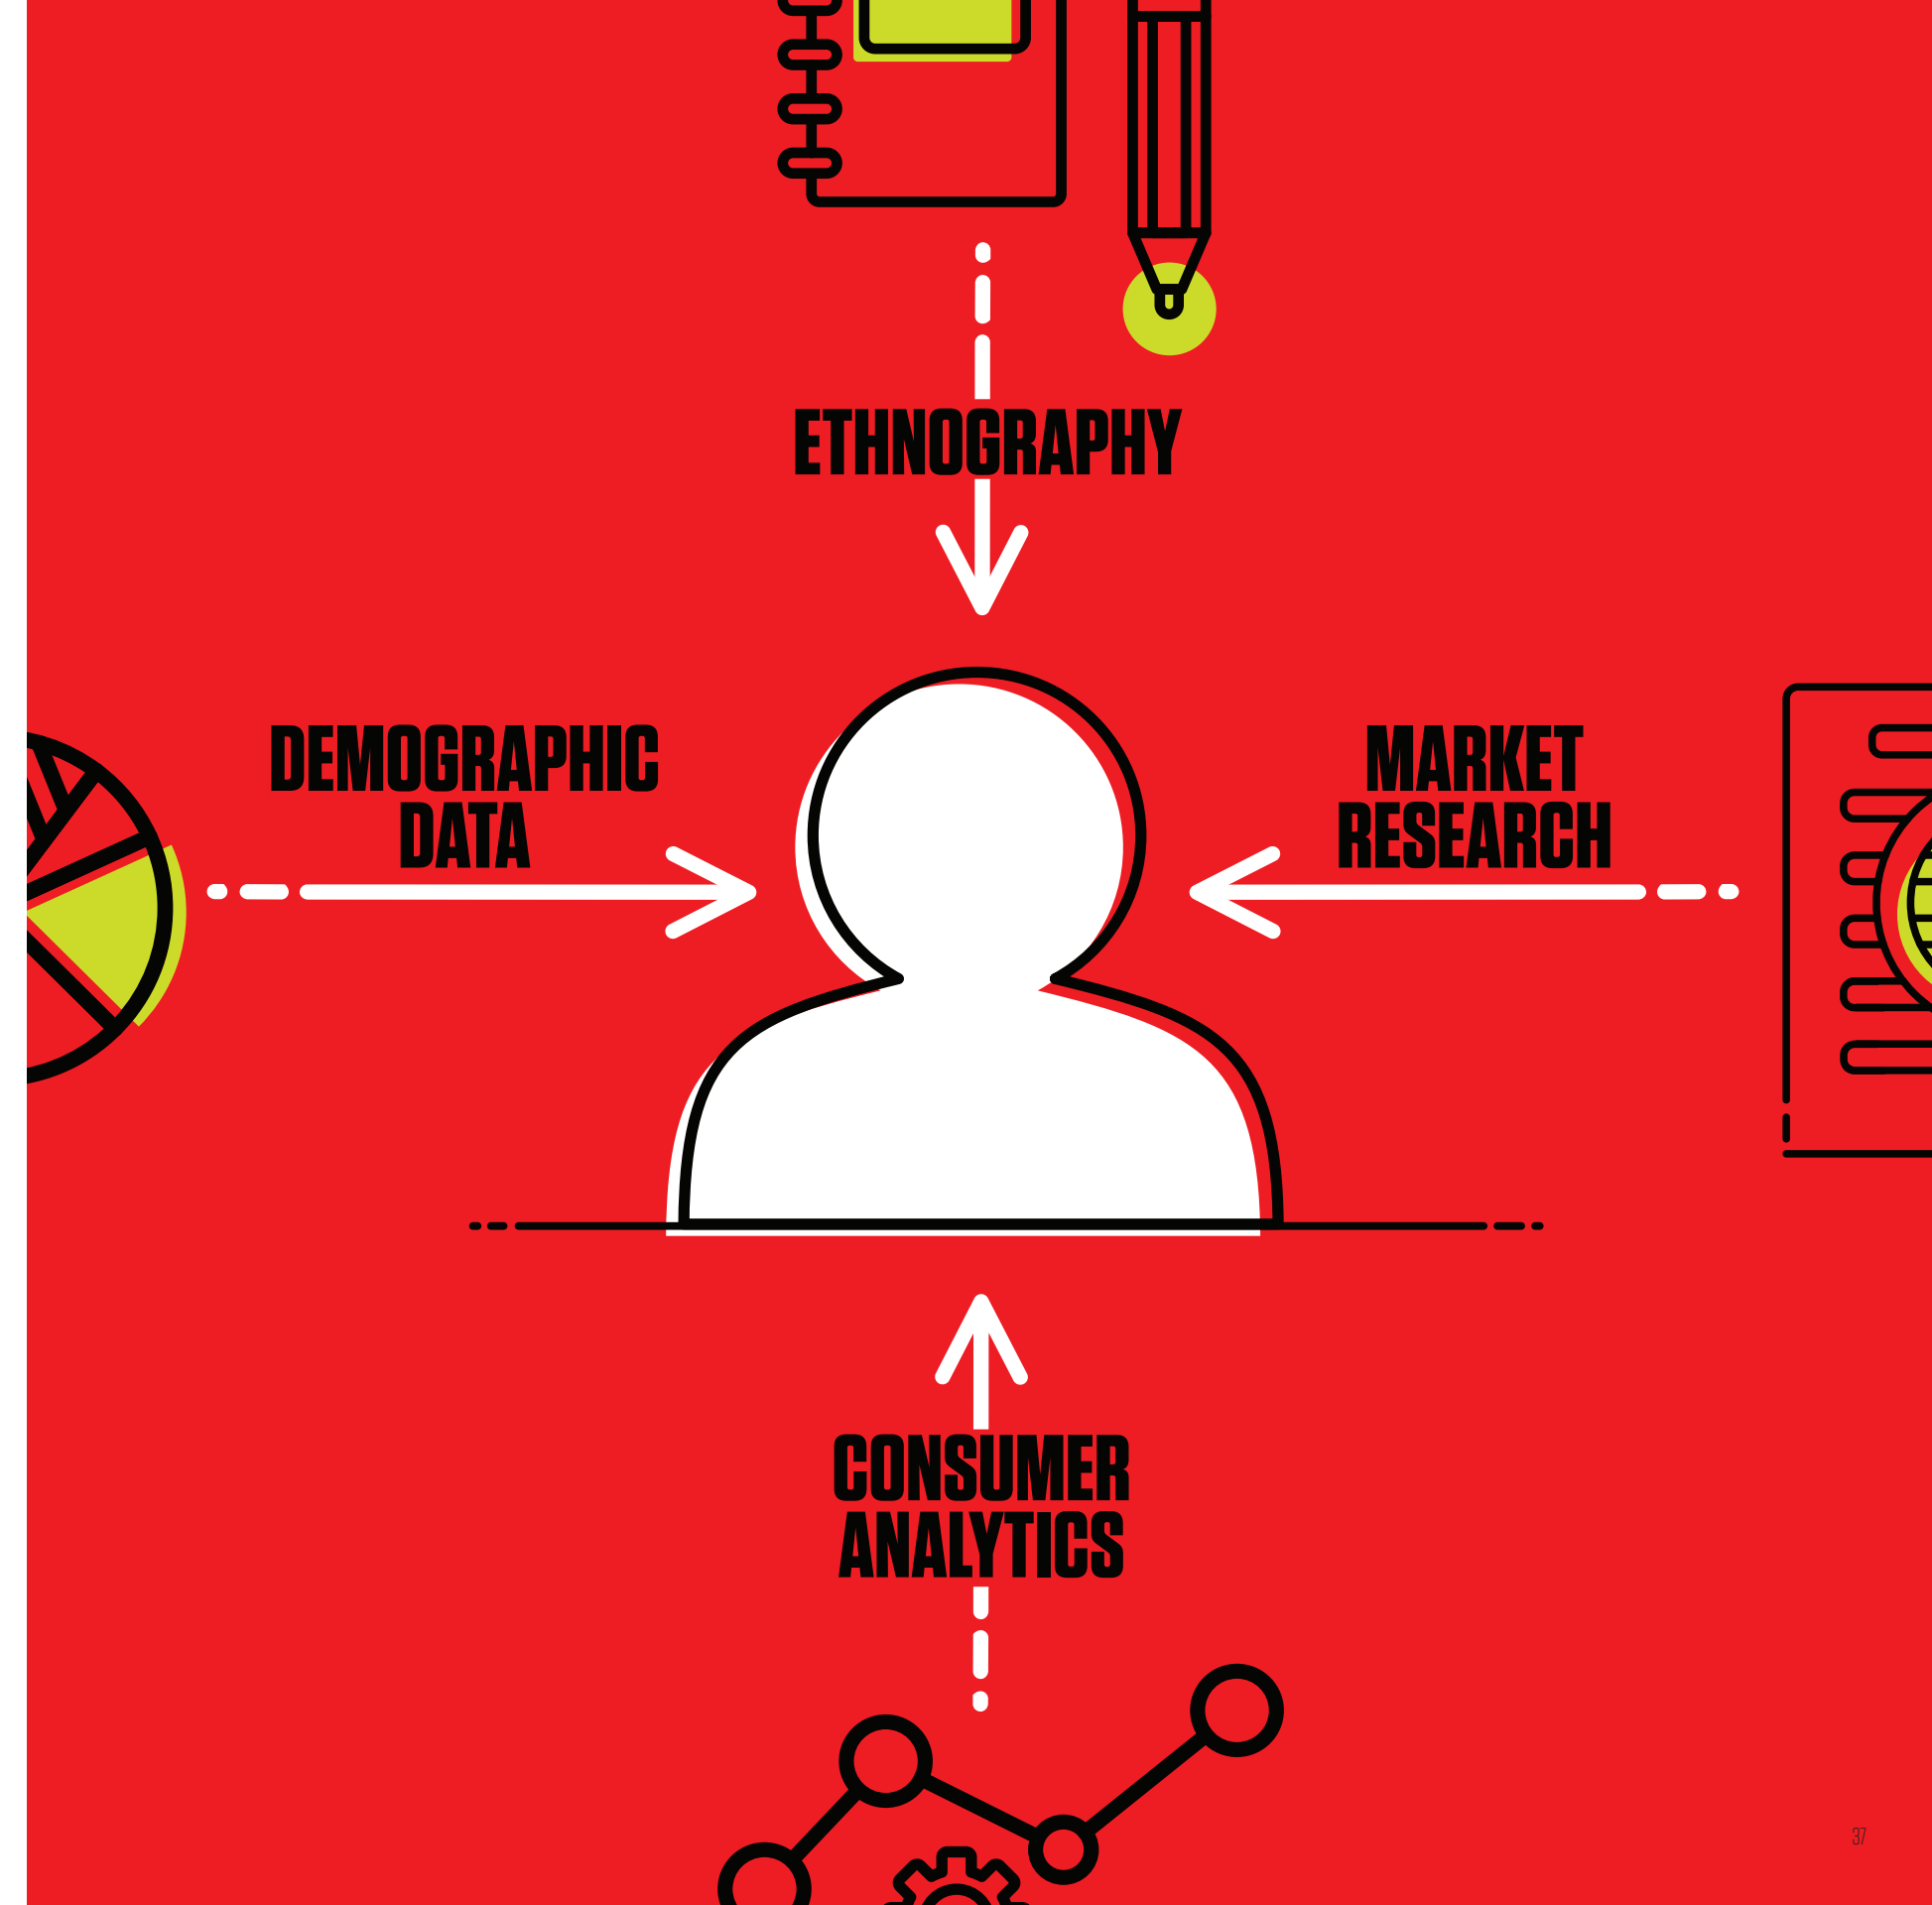 ETHNOGRAPHY
DEMOGRAPHIC
DATA
MARKET
RESEARCH
CONSUMER
ANALYTICS
37